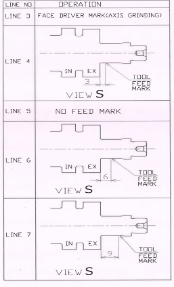 LINE NO OPERATION
LINE 3 FACE DRIVER MARK(AXIS GRINDING)
LINE 4
IN EX
3
TOOL
FEED
MARK
VIEW S
LINE 5 NO FEED MARK
LINE 6
IN EX
6
TOOL
FEED
MARK
VIEW S
LINE 7
IN EX
9
TOOL
FEED
MARK
VIEW S